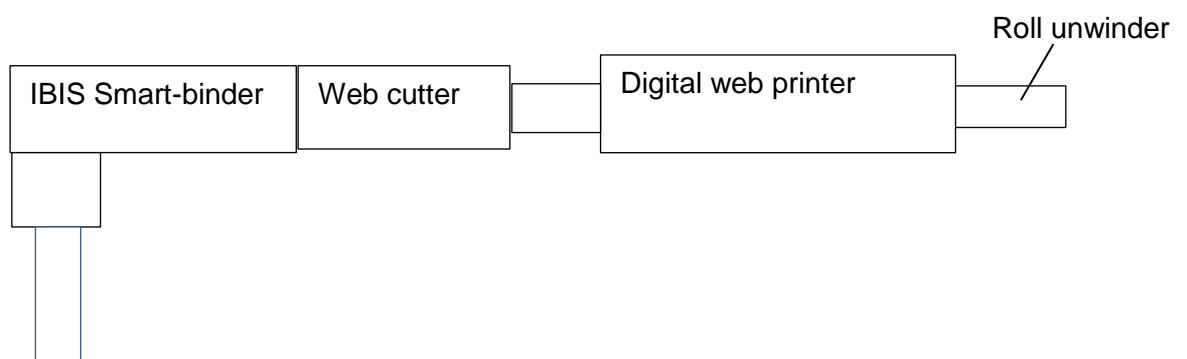 Roll unwinder
IBIS Smart-binder
Web cutter
Digital web printer